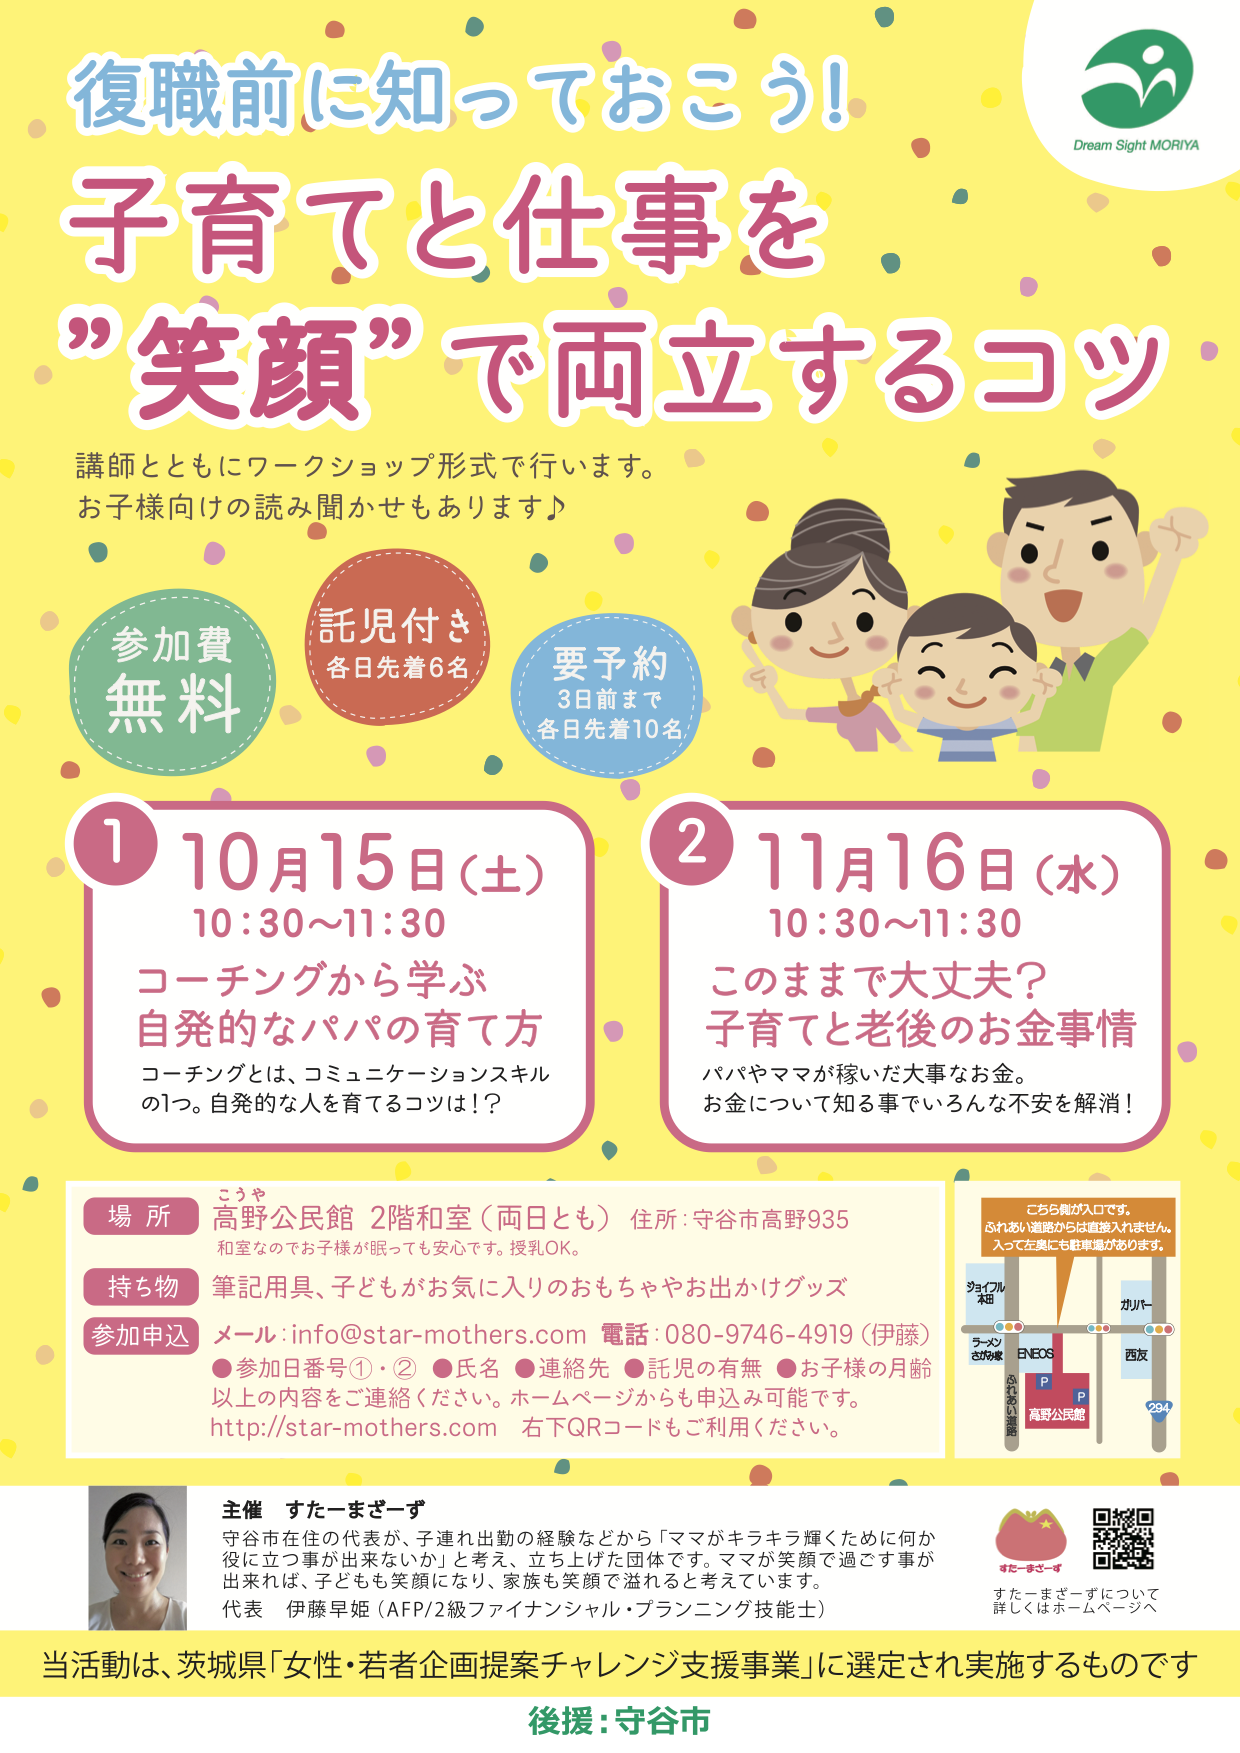 復職前に知っておこう!
Dream Sight MORIYA
子育てと仕事を
”笑顔”で両立するコツ
講師とともにワークショップ形式で行います。
お子様向けの読み聞かせもあります♪
参加費
無料
託児付き
各日先着6名
要予約
3日前まで
各日先着10名
1
10月15日(土)
10:30〜11:30
コーチングから学ぶ
自発的なパパの育て方
コーチングとは、コミュニケーションスキル
の1つ。自発的な人を育てるコツは!?
2
11月16日(水)
10:30〜11:30
このままで大丈夫?
子育てと老後のお金事情
パパやママが稼いだ大事なお金。
お金について知る事でいろんな不安を解消!
場所
こうや
高野公民館 2階和室(両日とも) 住所:守谷市高野935
和室なのでお子様が眠っても安心です。授乳OK。
持ち物
筆記用具、子どもがお気に入りのおもちゃやお出かけグッズ
参加申込
メール:info@star-mothers.com 電話:080-9746-4919(伊藤)
●参加日番号①・② ●氏名 ●連絡先 ●託児の有無 ●お子様の月齢
以上の内容をご連絡ください。ホームページからも申込み可能です。
http://star-mothers.com 右下QRコードもご利用ください。
こちら側が入口です。
ふれあい道路からは直接入れません。
入って左奥にも駐車場があります。
ジョイフル
本田
ガリバー
ラーメン
さがみ家
ENEOS
西友
P
P
ふれあい道路
高野公民館
294
主催 すたーまざーず
守谷市在住の代表が、子連れ出勤の経験などから「ママがキラキラ輝くために何か
役に立つ事が出来ないか」と考え、立ち上げた団体です。ママが笑顔で過ごす事が
出来れば、子どもも笑顔になり、家族も笑顔で溢れると考えています。
代表 伊藤早姫(AFP/2級ファイナンシャル・プランニング技能士)
すたーまざーず
すたーまざーずについて
詳しくはホームページへ
当活動は、茨城県「女性・若者企画提案チャレンジ支援事業」に選定され実施するものです
後援:守谷市